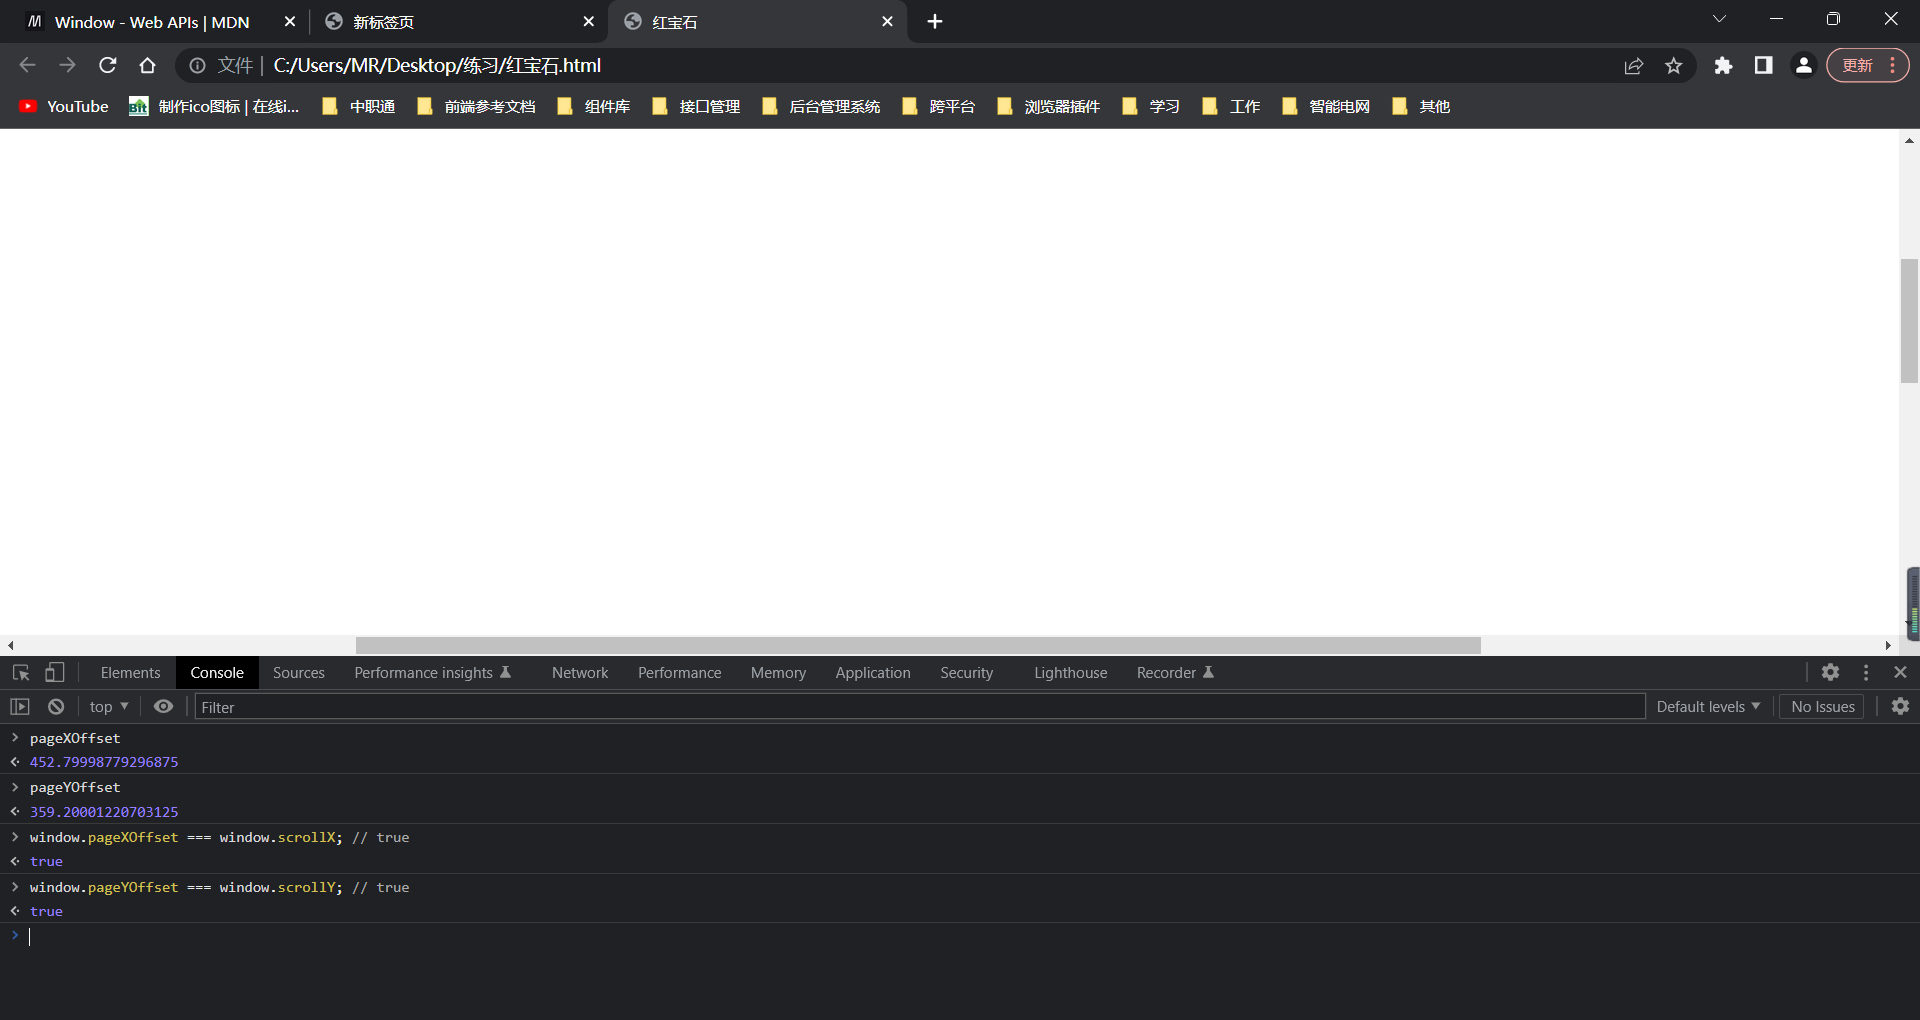 Window - Web APIs | MDN
新标签页
红宝石
文件 | C:/Users/MR/Desktop/练习/红宝石.html
更新
YouTube
制作ico图标 | 在线i...
中职通
前端参考文档
组件库
接口管理
后台管理系统
跨平台
浏览器插件
学习
工作
智能电网
其他
Elements
Console
Sources
Performance insights
Network
Performance
Memory
Application
Security
Lighthouse
Recorder
top
Filter
Default levels
No Issues
pageXOffset
452.79998779296875
pageYOffset
359.20001220703125
window.pageXOffset === window.scrollX; // true
true
window.pageYOffset === window.scrollY; // true
true